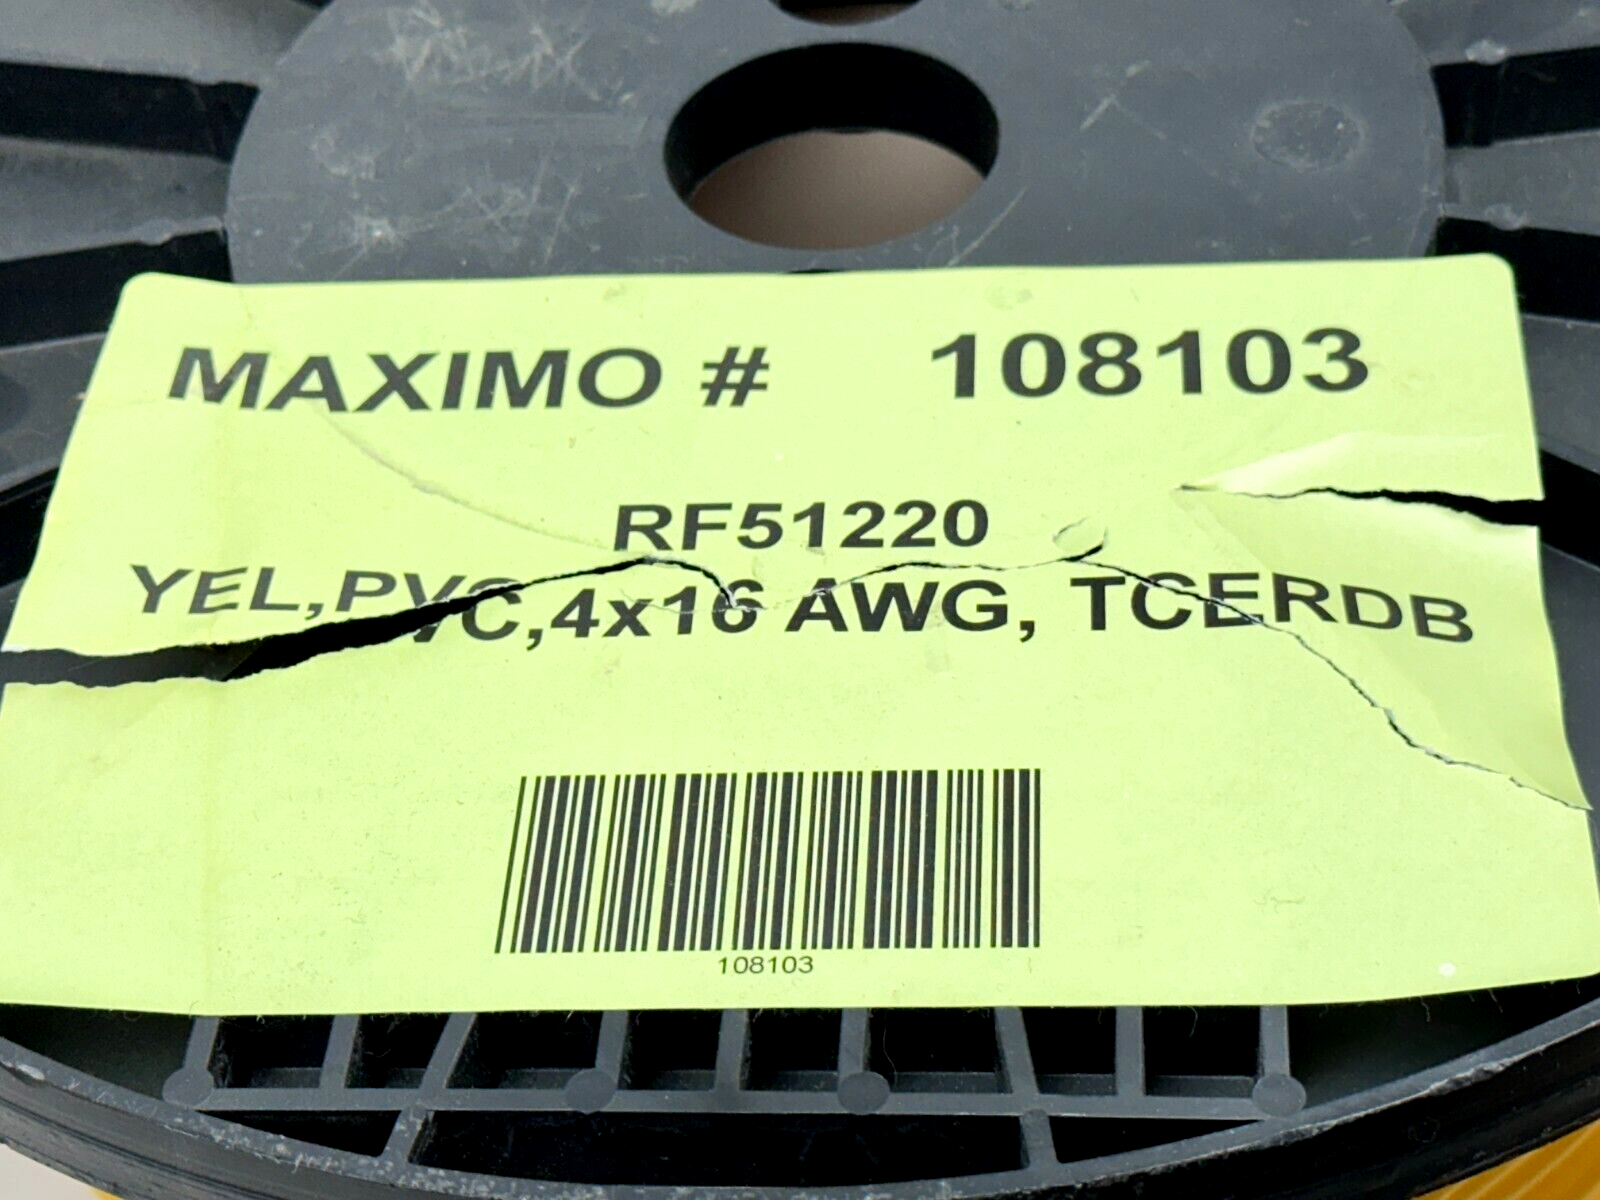 MAXIMO # 108103
RF51220
YEL,PVC,4x16 AWG, TCERDB
108103